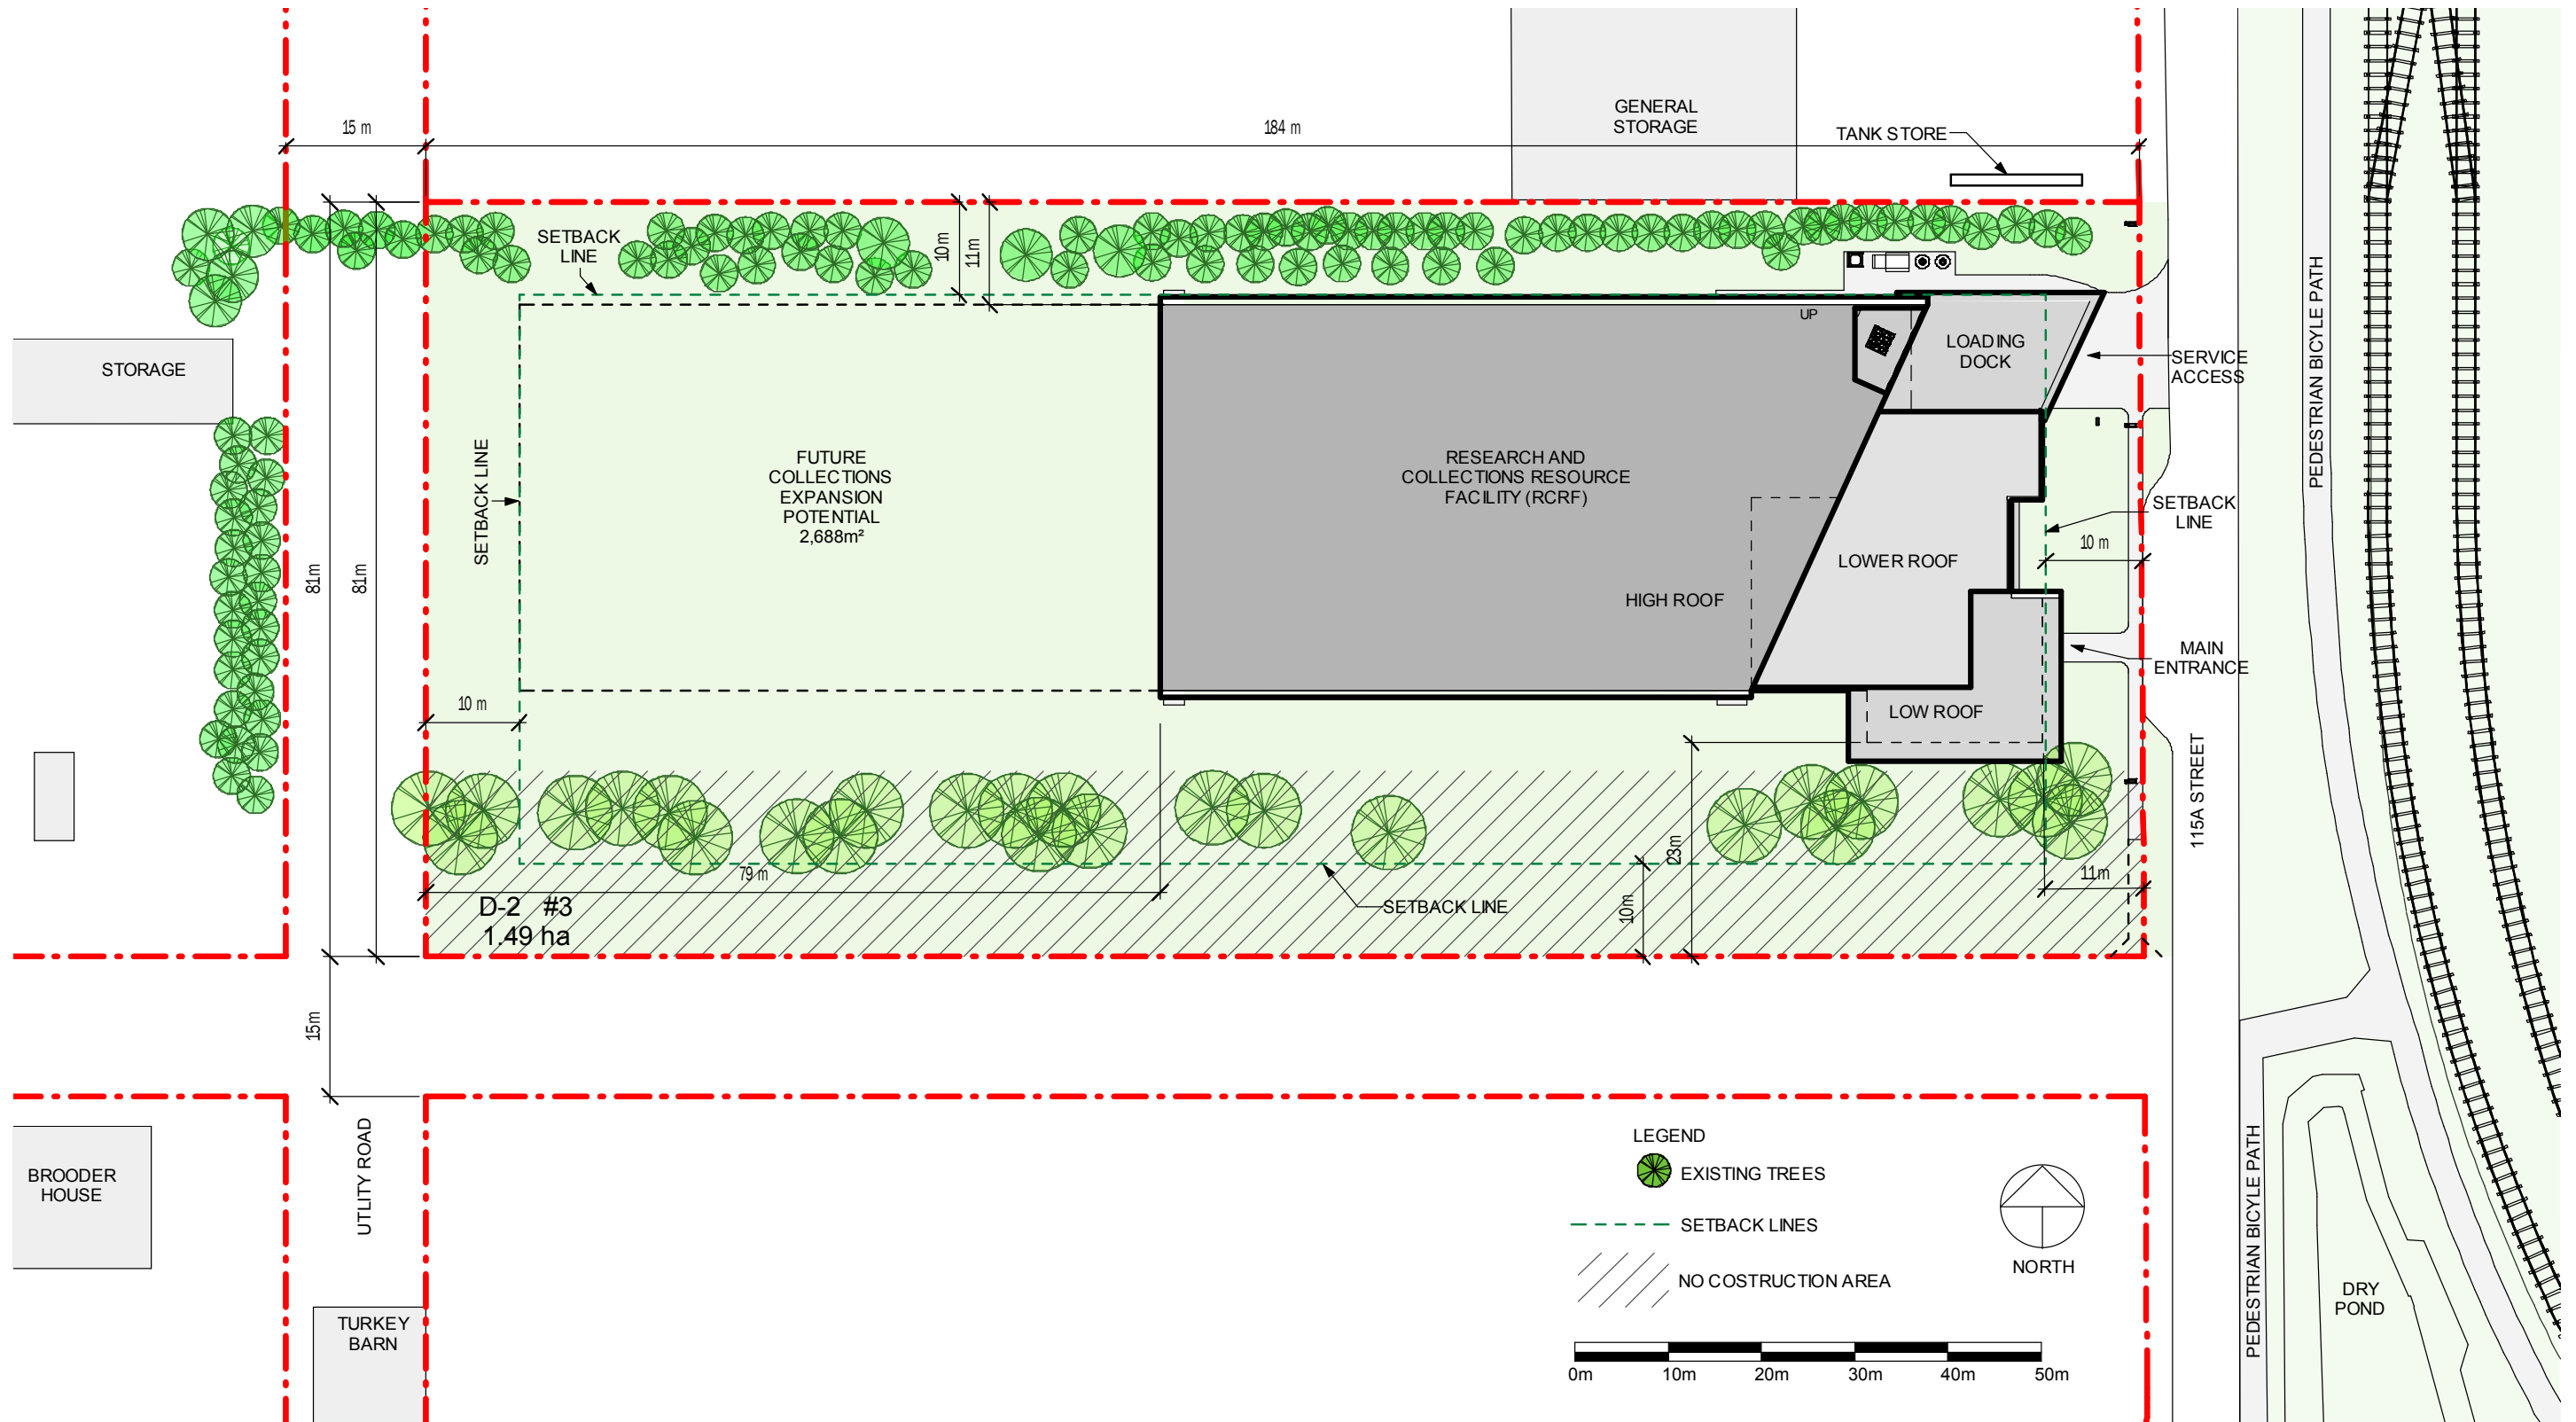 GENERAL
STORAGE
15 m
184 m
TANK STORE
SETBACK
LINE
10m
11m
STORAGE
UP
LOADING
DOCK
SERVICE
ACCESS
PEDESTRIAN BICYLE PATH
SETBACK LINE
FUTURE
COLLECTIONS
EXPANSION
POTENTIAL
2,688m²
RESEARCH AND
COLLECTIONS RESOURCE
FACILITY (RCRF)
SETBACK
LINE
10 m
81m
81m
LOWER ROOF
HIGH ROOF
MAIN
ENTRANCE
10 m
LOW ROOF
115A STREET
23m
79 m
11m
D-2 #3
1.49 ha
SETBACK LINE
10m
15m
UTLITY ROAD
BROODER
HOUSE
TURKEY
BARN
LEGEND
EXISTING TREES
SETBACK LINES
NO COSTRUCTION AREA
NORTH
0m 10m 20m 30m 40m 50m
PEDESTRIAN BICYLE PATH
DRY
POND